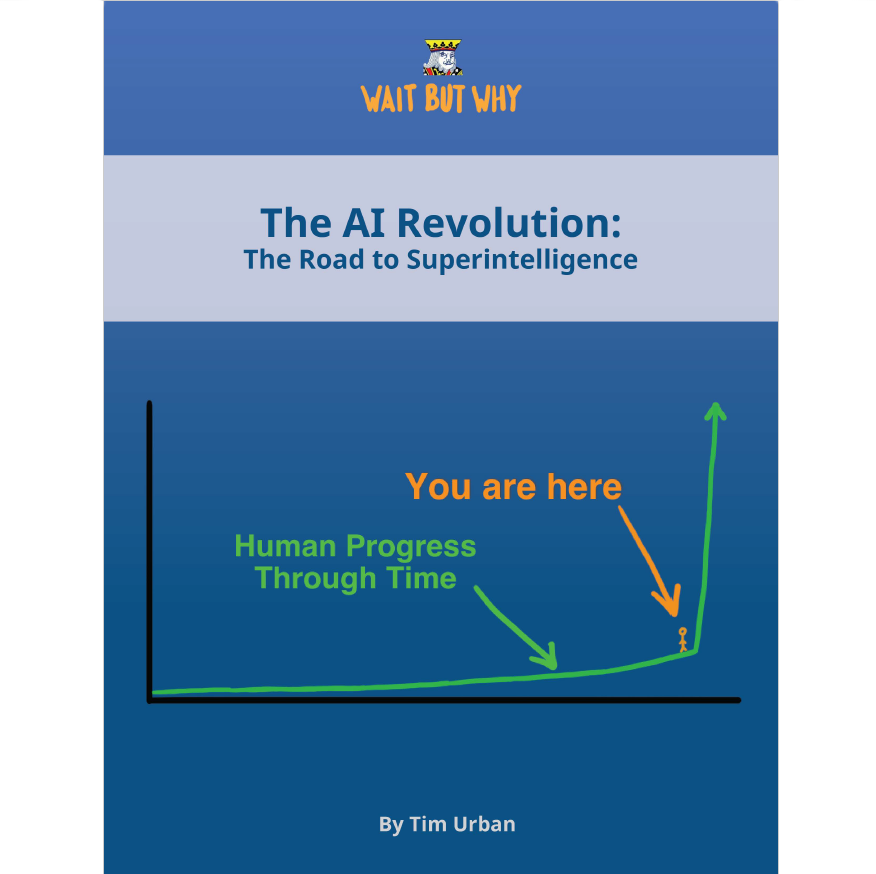 WAIT BUT WHY
The AI Revolution:
The Road to Superintelligence
You are here
Human Progress
Through Time
By Tim Urban